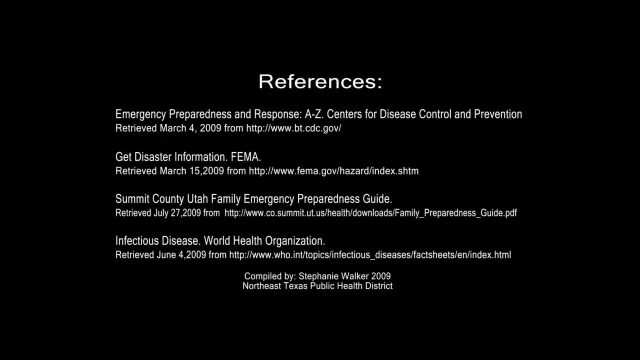 References:
Emergency Preparedness and Response: A-Z. Centers for Disease Control and Prevention
Retrieved March 4, 2009 from http://www.bt.cdc.gov/
Get Disaster Information. FEMA.
Retrieved March 15,2009 from http://www.fema.gov/hazard/index.shtm
Summit County Utah Family Emergency Preparedness Guide.
Retrieved July 27,2009 from http://www.co.summit.ut.us/health/downloads/Family_Preparedness_Guide.pdf
Infectious Disease. World Health Organization.
Retrieved June 4,2009 from http://www.who.int/topics/infectious_diseases/factsheets/en/index.html
Compiled by: Stephanie Walker 2009
Northeast Texas Public Health District